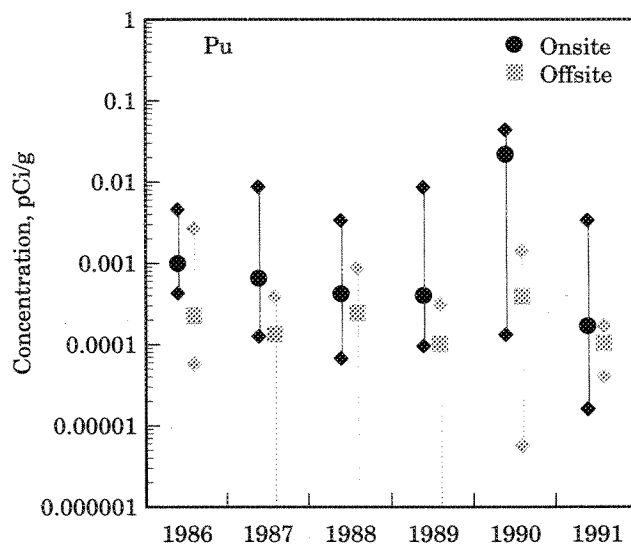 Pu
Onsite
Offsite
Concentration, pCi/g
1
0.1
0.01
0.001
0.0001
0.00001
0.000001
1986 1987 1988 1989 1990 1991